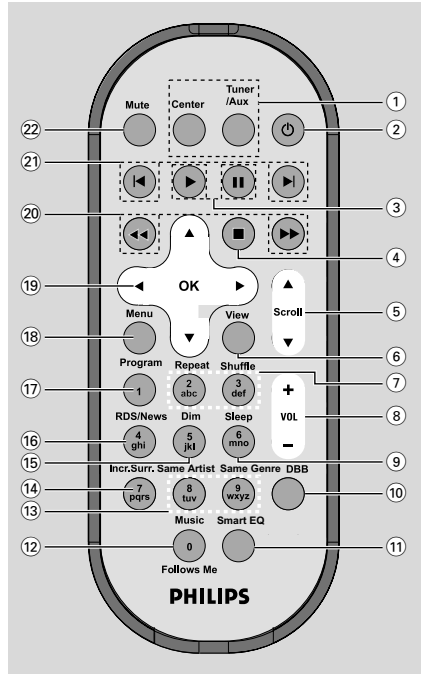 Tuner
/Aux
Mute Center
1
22 2
21
3
20
4
19 OK
5
Scroll
Menu View
18 6
Program Repeat Shuffle
7
17 1 2 3
abc def
+
VOL 8
-
RDS/News Dim Sleep
16 4 5 6
ghi jkl mno
15 9
Incr.Surr. Same Artist Same Genre DBB
14 7 8 9 10
pqrs tuv wxyz
13
Music Smart EQ
12 0 11
Follows Me
PHILIPS